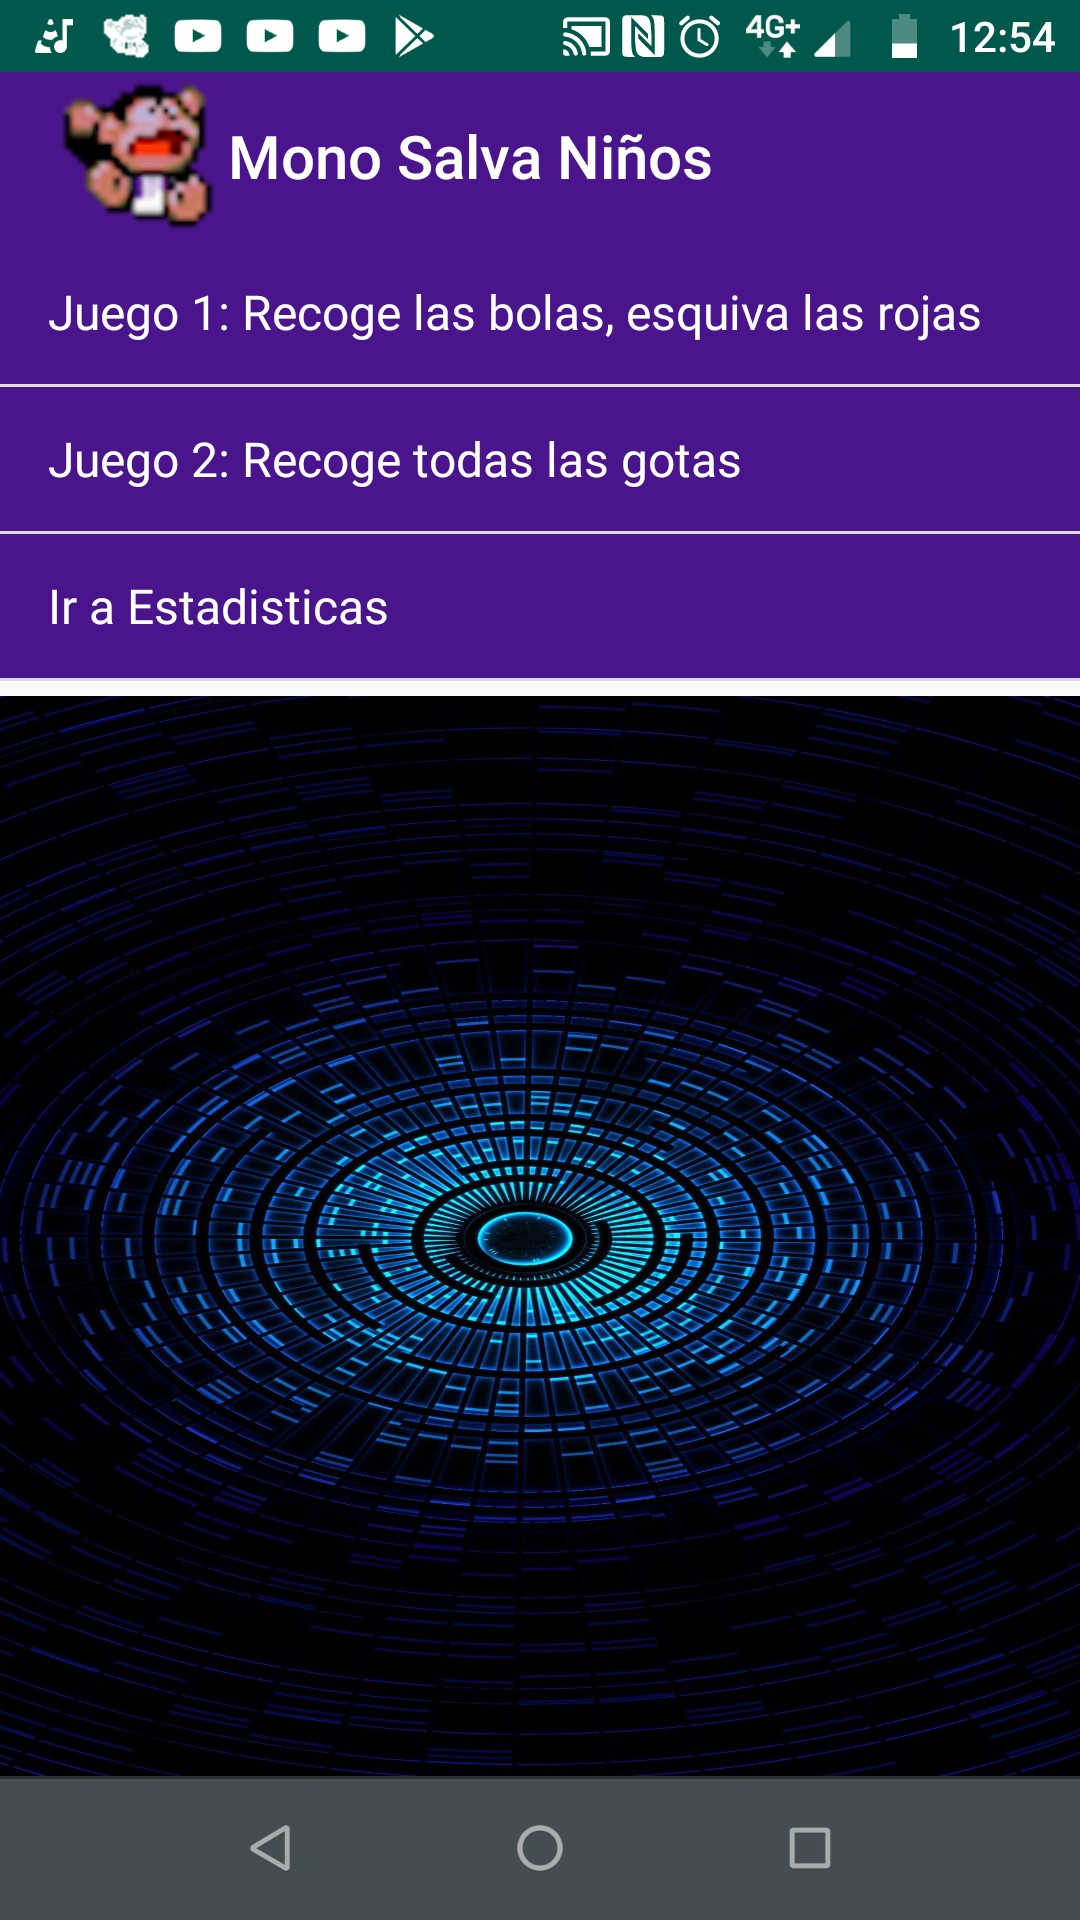 4G+ 12:54
Mono Salva Niños
Juego 1: Recoge las bolas, esquiva las rojas
Juego 2: Recoge todas las gotas
Ir a Estadisticas